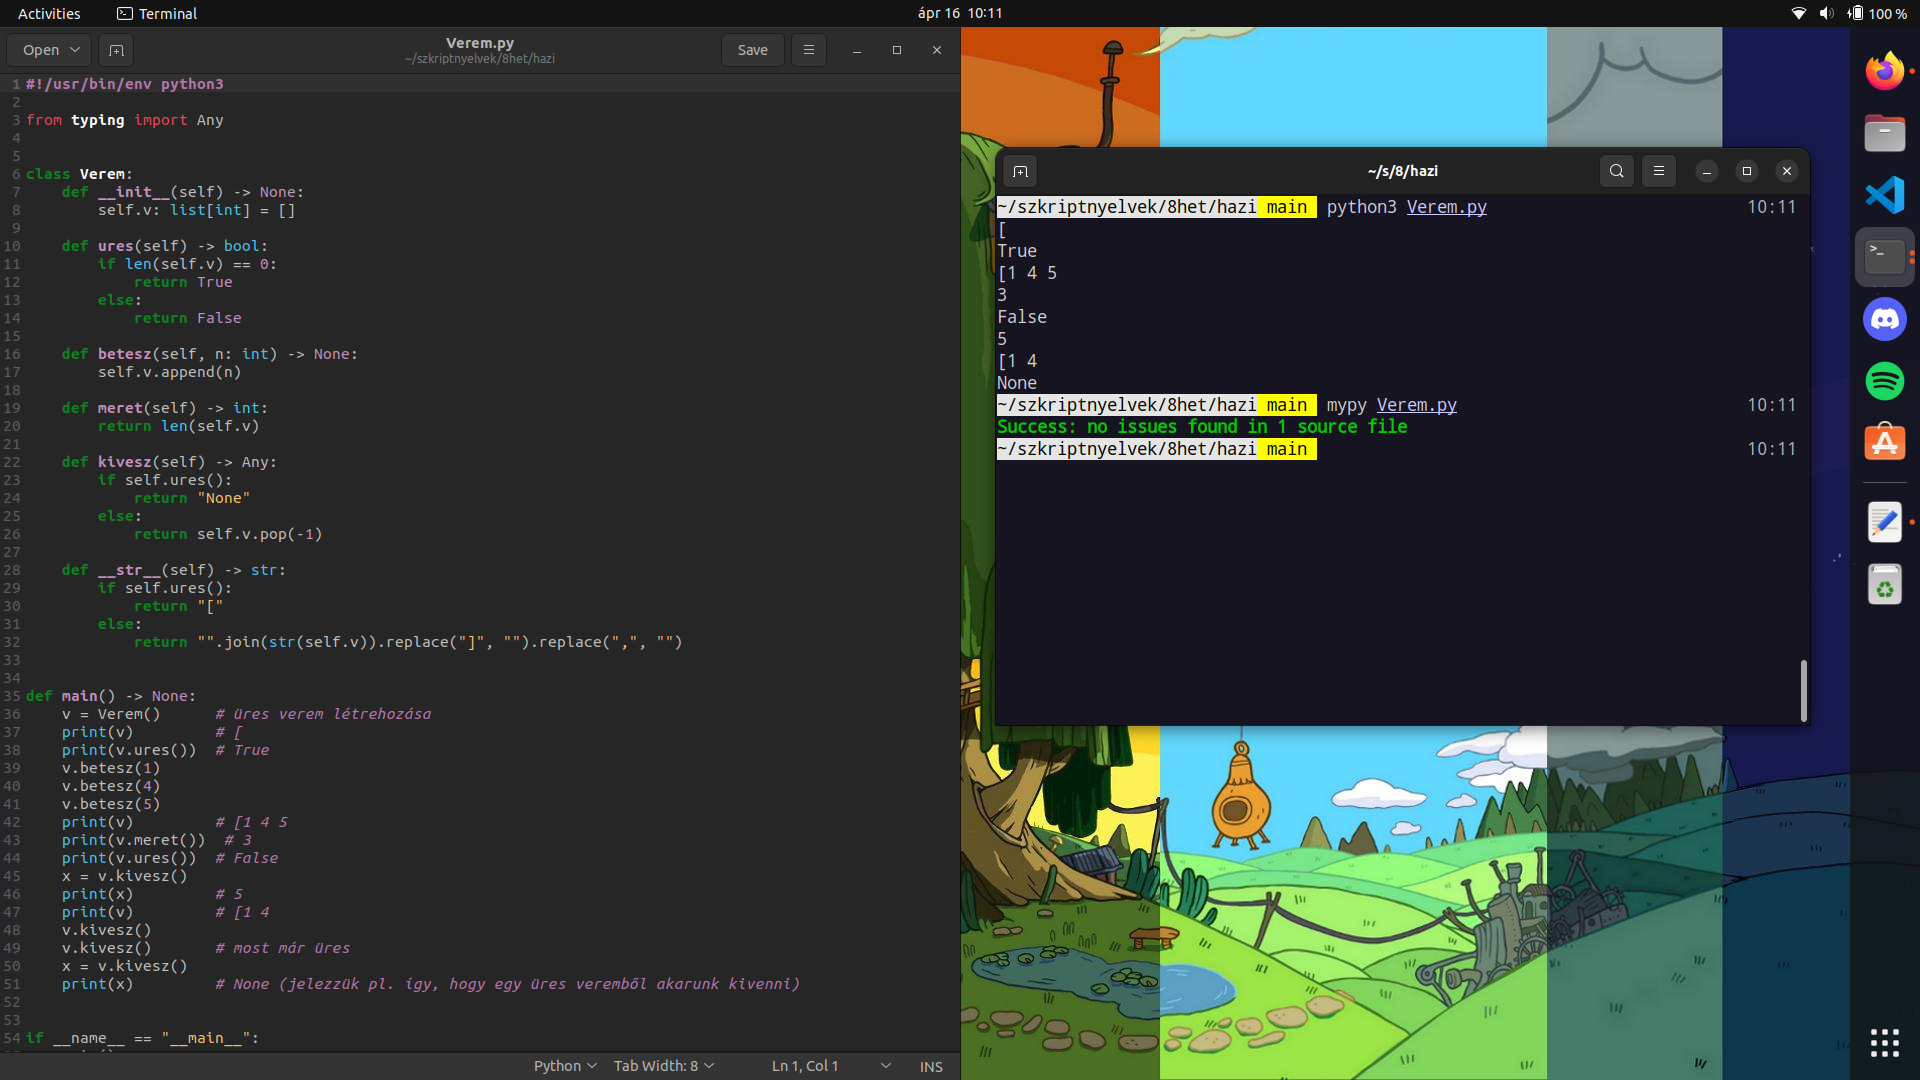 Activities
Terminal
ápr 16 10:11
100 %
Open
Verem.py
~/szkriptnyelvek/8het/hazi
Save
1 #!/usr/bin/env python3
2
3 from typing import Any
4
5
6 class Verem:
7     def __init__(self) -> None:
8         self.v: list[int] = []
9
10     def ures(self) -> bool:
11         if len(self.v) == 0:
12             return True
13         else:
14             return False
15
16     def betesz(self, n: int) -> None:
17         self.v.append(n)
18
19     def meret(self) -> int:
20         return len(self.v)
21
22     def kivesz(self) -> Any:
23         if self.ures():
24             return "None"
25         else:
26             return self.v.pop(-1)
27
28     def __str__(self) -> str:
29         if self.ures():
30             return "["
31         else:
32             return "".join(str(self.v)).replace("]", "").replace(",", "")
33
34
35 def main() -> None:
36     v = Verem()      # üres verem létrehozása
37     print(v)         # [
38     print(v.ures())  # True
39     v.betesz(1)
40     v.betesz(4)
41     v.betesz(5)
42     print(v)         # [1 4 5
43     print(v.meret())  # 3
44     print(v.ures())  # False
45     x = v.kivesz()
46     print(x)         # 5
47     print(v)         # [1 4
48     v.kivesz()
49     v.kivesz()       # most már üres
50     x = v.kivesz()
51     print(x)         # None (jelezzük pl. így, hogy egy üres veremből akarunk kivenni)
52
53
54 if __name__ == "__main__":
Python
Tab Width: 8
Ln 1, Col 1
INS
~/s/8/hazi
~/szkriptnyelvek/8het/hazi main python3 Verem.py 10:11
[
True
[1 4 5
3
False
5
[1 4
None
~/szkriptnyelvek/8het/hazi main mypy Verem.py 10:11
Success: no issues found in 1 source file
~/szkriptnyelvek/8het/hazi main 10:11